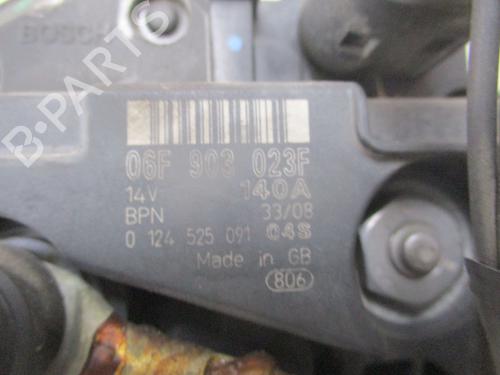 BOSCH
B-PARTS
06F 903 023F
14V 140A
BPN 33/08
0 124 525 091 C4S
Made in GB
806